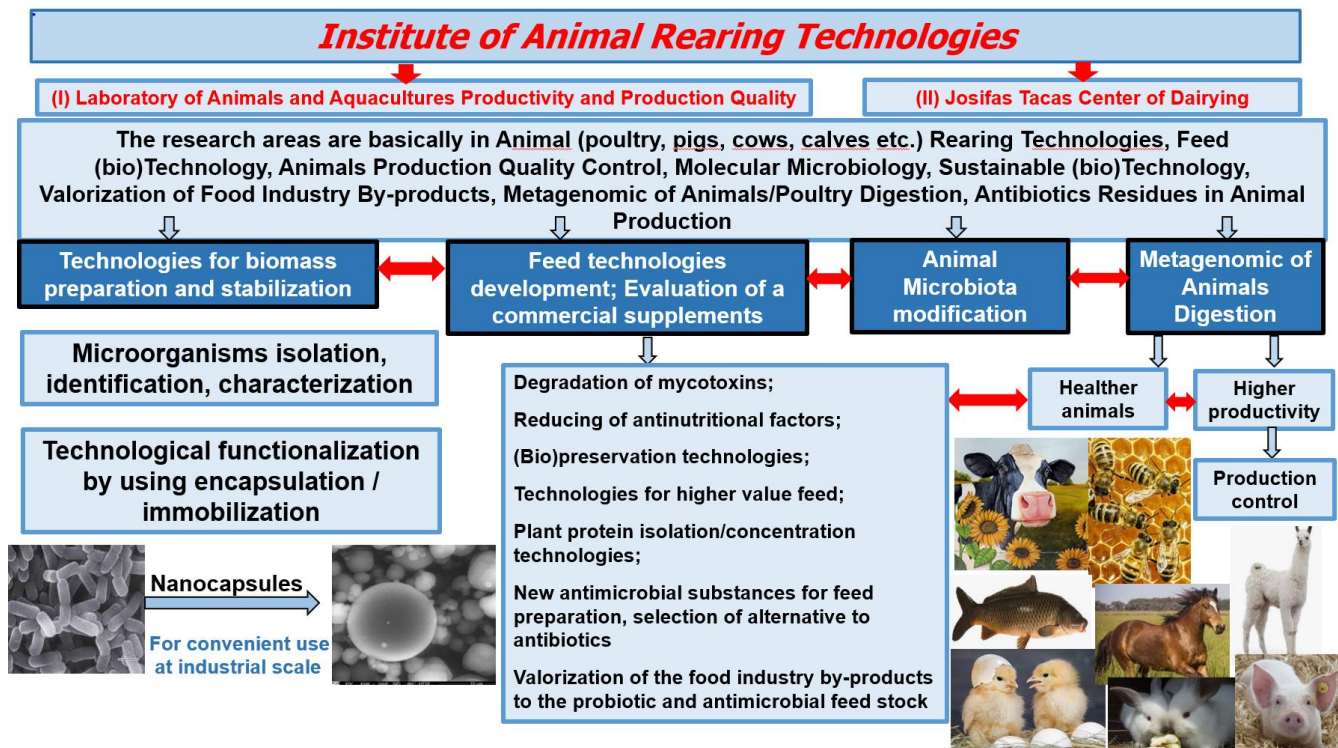 Institute of Animal Rearing Technologies
(I) Laboratory of Animals and Aquacultures Productivity and Production Quality
(II) Josifas Tacas Center of Dairying
The research areas are basically in Animal (poultry, pigs, cows, calves etc.) Rearing Technologies, Feed
(bio)Technology, Animals Production Quality Control, Molecular Microbiology, Sustainable (bio)Technology,
Valorization of Food Industry By-products, Metagenomic of Animals/Poultry Digestion, Antibiotics Residues in Animal
Production
Technologies for biomass
preparation and stabilization
Feed technologies
development; Evaluation of a
commercial supplements
Animal
Microbiota
modification
Metagenomic of
Animals
Digestion
Microorganisms isolation,
identification, characterization
Technological functionalization
by using encapsulation /
immobilization
Nanocapsules
For convenient use
at industrial scale
Degradation of mycotoxins;
Reducing of antinutritional factors;
(Bio)preservation technologies;
Technologies for higher value feed;
Plant protein isolation/concentration
technologies;
New antimicrobial substances for feed
preparation, selection of alternative to
antibiotics
Valorization of the food industry by-products
to the probiotic and antimicrobial feed stock
Healther
animals
Higher
productivity
Production
control